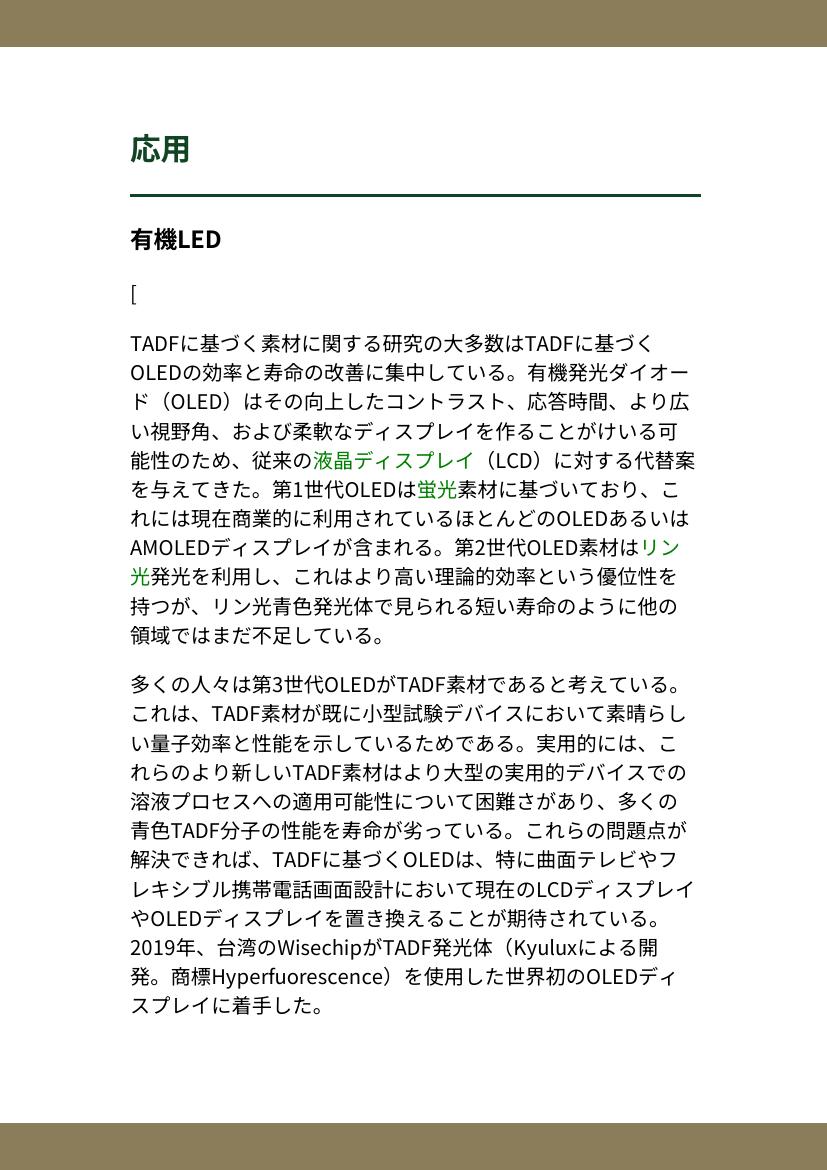 応用
有機LED
[
TADFに基づく素材に関する研究の大多数はTADFに基づく
OLEDの効率と寿命の改善に集中している。有機発光ダイオー
ド（OLED）はその向上したコントラスト、応答時間、より広
い視野角、および柔軟なディスプレイを作ることがけいる可
能性のため、従来の液晶ディスプレイ（LCD）に対する代替案
を与えてきた。第1世代OLEDは蛍光素材に基づいており、こ
れには現在商業的に利用されているほとんどのOLEDあるいは
AMOLEDディスプレイが含まれる。第2世代OLED素材はリン
光発光を利用し、これはより高い理論的効率という優位性を
持つが、リン光青色発光体で見られる短い寿命のように他の
領域ではまだ不足している。
多くの人々は第3世代OLEDがTADF素材であると考えている。
これは、TADF素材が既に小型試験デバイスにおいて素晴らし
い量子効率と性能を示しているためである。実用的には、こ
れらのより新しいTADF素材はより大型の実用的デバイスでの
溶液プロセスへの適用可能性について困難さがあり、多くの
青色TADF分子の性能を寿命が劣っている。これらの問題点が
解決できれば、TADFに基づくOLEDは、特に曲面テレビやフ
レキシブル携帯電話画面設計において現在のLCDディスプレイ
やOLEDディスプレイを置き換えることが期待されている。
2019年、台湾のWisechipがTADF発光体（Kyuluxによる開
発。商標Hyperfuorescence）を使用した世界初のOLEDディ
スプレイに着手した。